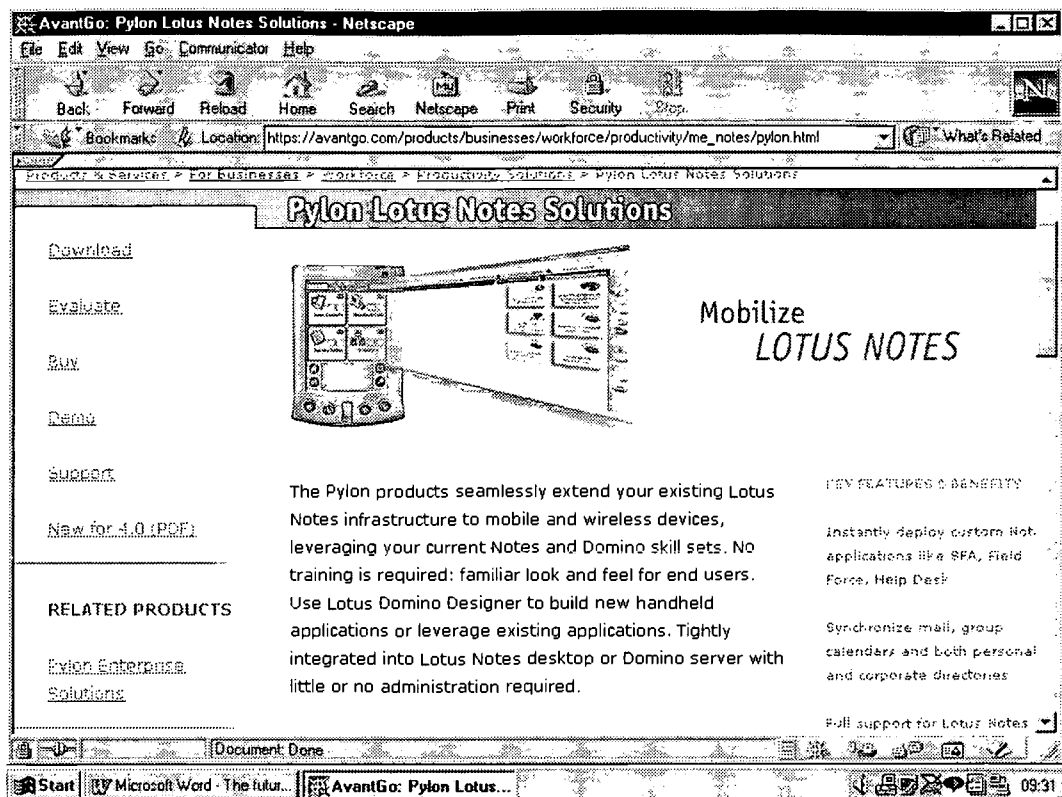 AvantGo: Pylon Lotus Notes Solutions - Netscape
File Edit View Go Communicator Help
Back Forward Reload Home Search Netscape Print Security Stop
Bookmarks Location: https://avantgo.com/products/businesses/workforce/productivity/me_notes/pylon.html What's Related
Products & Services > For Businesses > Workforce > Productivity Solutions > Pylon Lotus Notes Solutions
Pylon Lotus Notes Solutions
Download
Evaluate
Buy
Demo
Support
New for 4.0 (PDF)
RELATED PRODUCTS
Pylon Enterprise
Solutions
Mobilize
LOTUS NOTES
The Pylon products seamlessly extend your existing Lotus
Notes infrastructure to mobile and wireless devices,
leveraging your current Notes and Domino skill sets. No
training is required: familiar look and feel for end users.
Use Lotus Domino Designer to build new handheld
applications or leverage existing applications. Tightly
integrated into Lotus Notes desktop or Domino server with
little or no administration required.
KEY FEATURES & BENEFITS
Instantly deploy custom Not
applications like SFA, Field
Force, Help Desk
Synchronize mail, group
calendars and both personal
and corporate directories
Full support for Lotus Notes
Document: Done
Start Microsoft Word - The futur... AvantGo: Pylon Lotus... 09:31